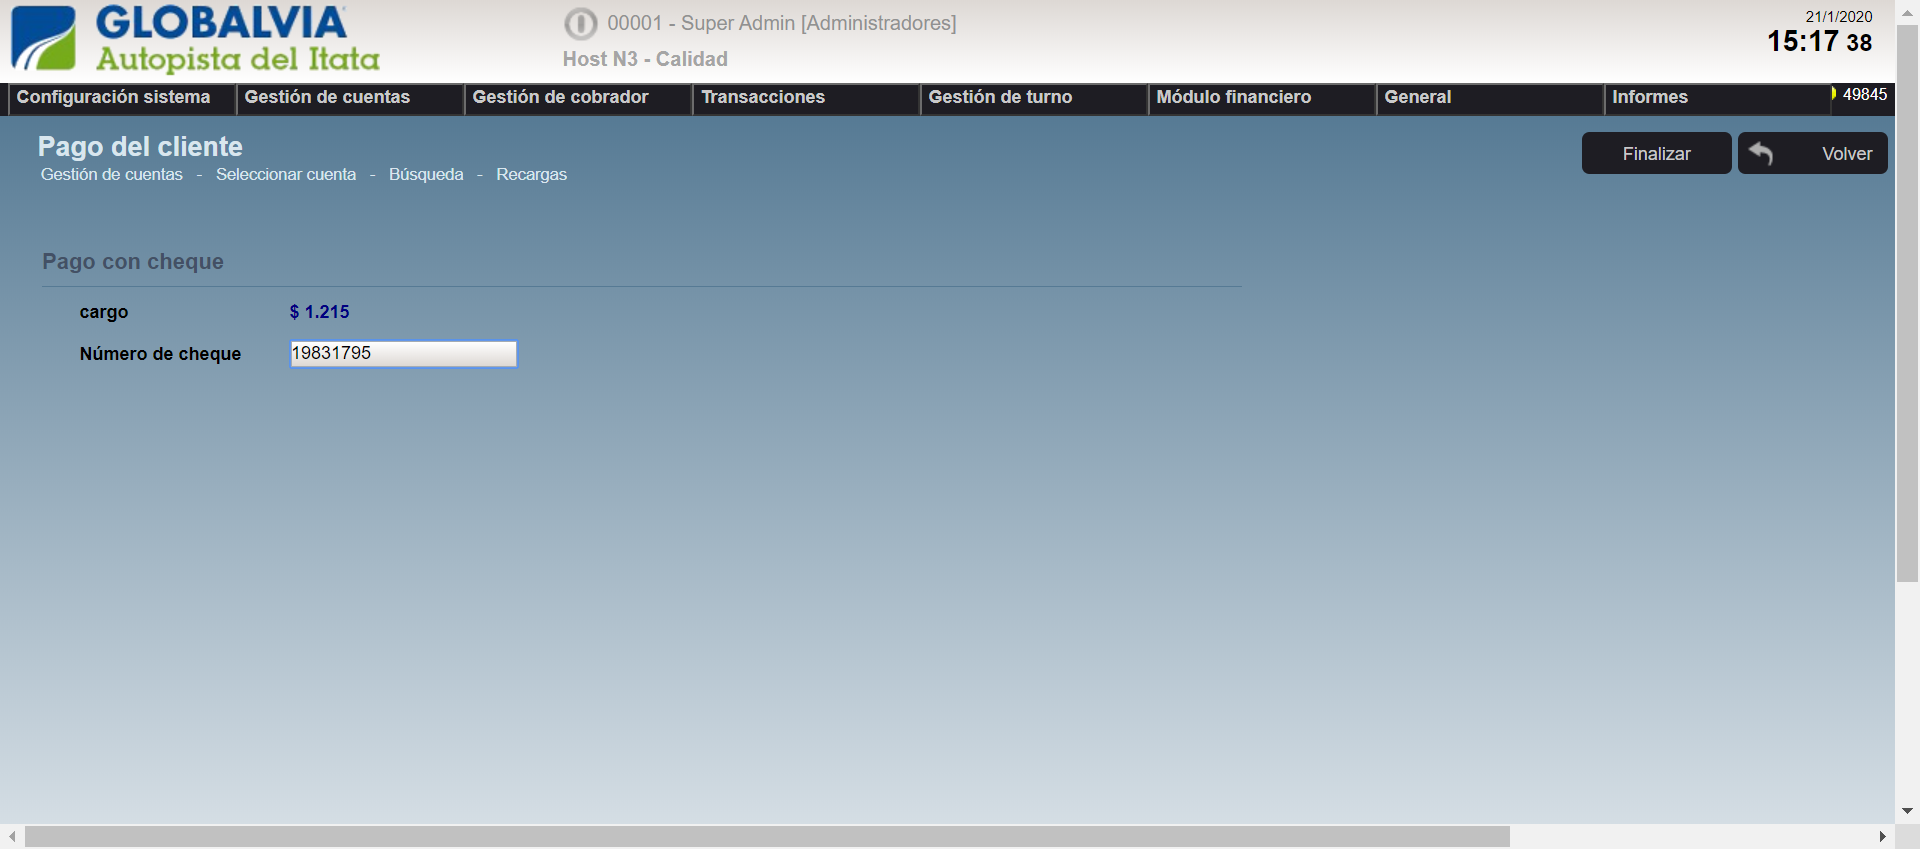 GLOBALVIA
Autopista del Itata
00001 - Super Admin [Administradores]
Host N3 - Calidad
21/1/2020
15:17 38
Configuración sistema
Gestión de cuentas
Gestión de cobrador
Transacciones
Gestión de turno
Módulo financiero
General
Informes
49845
Pago del cliente
Gestión de cuentas - Seleccionar cuenta - Búsqueda - Recargas
Finalizar
Volver
Pago con cheque
cargo $ 1.215
Número de cheque 19831795